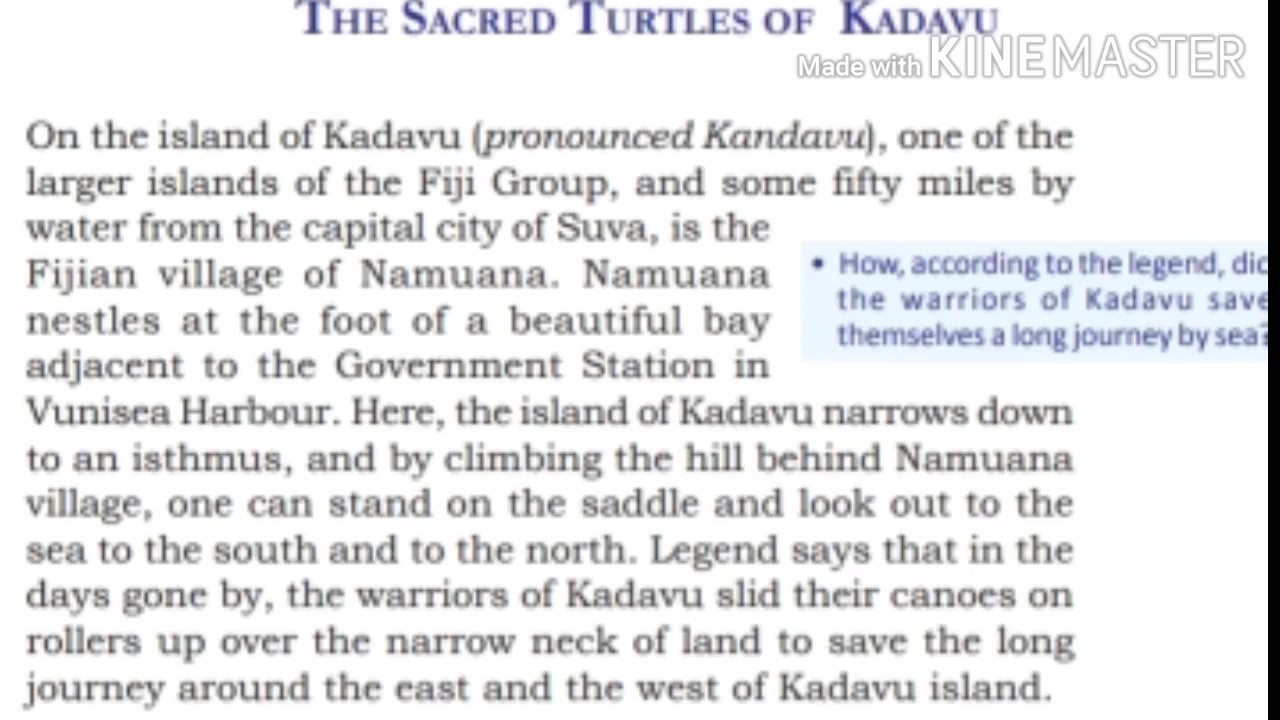 THE SACRED TURTLES OF KADAVU
Made with KINEMASTER
On the island of Kadavu (pronounced Kandavu), one of the
larger islands of the Fiji Group, and some fifty miles by
water from the capital city of Suva, is the
Fijian village of Namuana. Namuana
nestles at the foot of a beautiful bay
adjacent to the Government Station in
• How, according to the legend, did
the warriors of Kadavu save
themselves a long journey by sea?
Vunisea Harbour. Here, the island of Kadavu narrows down
to an isthmus, and by climbing the hill behind Namuana
village, one can stand on the saddle and look out to the
sea to the south and to the north. Legend says that in the
days gone by, the warriors of Kadavu slid their canoes on
rollers up over the narrow neck of land to save the long
journey around the east and the west of Kadavu island.